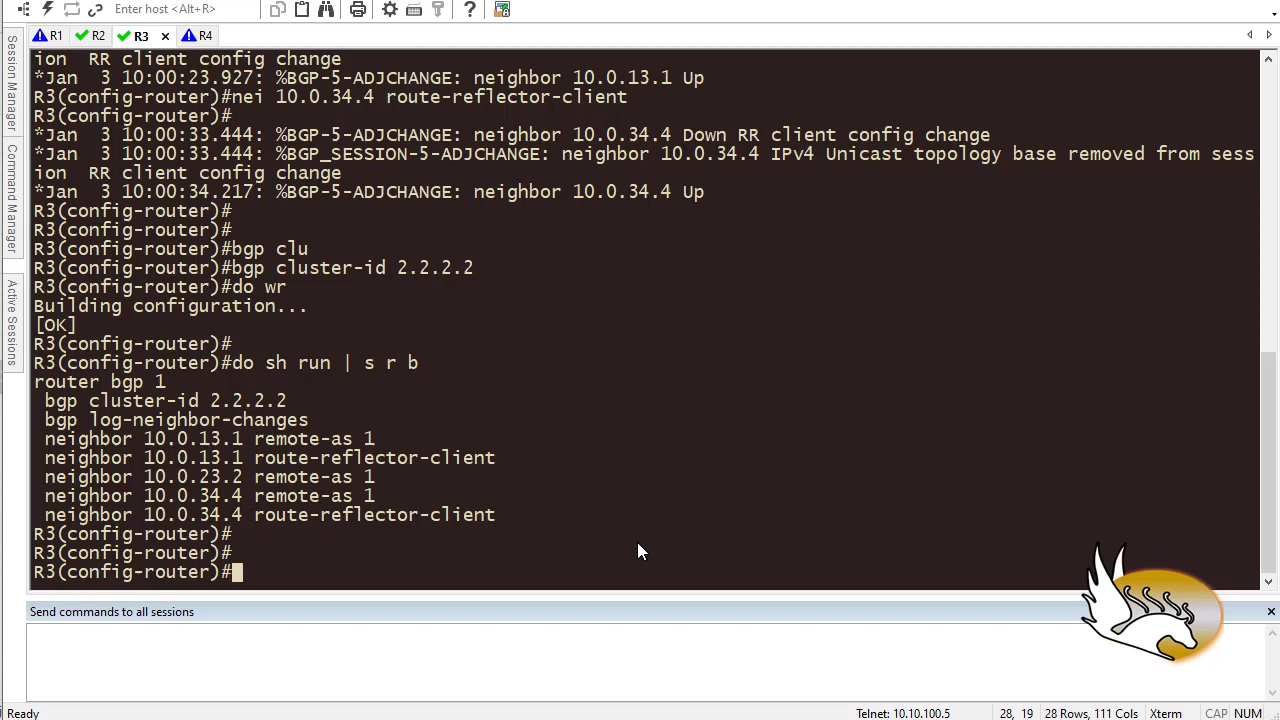 Enter host <Alt+R>
R1
R2
R3
R4
Session Manager
Command Manager
Active Sessions
ion  RR client config change
*Jan  3 10:00:23.927: %BGP-5-ADJCHANGE: neighbor 10.0.13.1 Up
R3(config-router)#nei 10.0.34.4 route-reflector-client
R3(config-router)#
*Jan  3 10:00:33.444: %BGP-5-ADJCHANGE: neighbor 10.0.34.4 Down RR client config change
*Jan  3 10:00:33.444: %BGP_SESSION-5-ADJCHANGE: neighbor 10.0.34.4 IPv4 Unicast topology base removed from sess
ion  RR client config change
*Jan  3 10:00:34.217: %BGP-5-ADJCHANGE: neighbor 10.0.34.4 Up
R3(config-router)#
R3(config-router)#
R3(config-router)#bgp clu
R3(config-router)#bgp cluster-id 2.2.2.2
R3(config-router)#do wr
Building configuration...
[OK]
R3(config-router)#
R3(config-router)#do sh run | s r b
router bgp 1
 bgp cluster-id 2.2.2.2
 bgp log-neighbor-changes
 neighbor 10.0.13.1 remote-as 1
 neighbor 10.0.13.1 route-reflector-client
 neighbor 10.0.23.2 remote-as 1
 neighbor 10.0.34.4 remote-as 1
 neighbor 10.0.34.4 route-reflector-client
R3(config-router)#
R3(config-router)#
R3(config-router)#
Send commands to all sessions
Ready
Telnet: 10.10.100.5
28, 19
28 Rows, 111 Cols
Xterm
CAP
NUM